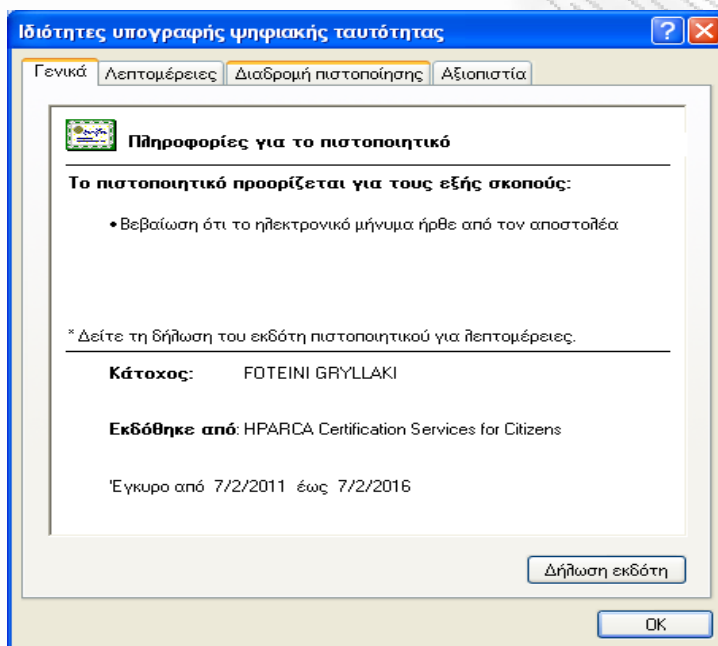 Ιδιότητες υπογραφής ψηφιακής ταυτότητας
Γενικά Λεπτομέρειες Διαδρομή πιστοποίησης Αξιοπιστία
Πληροφορίες για το πιστοποιητικό
Το πιστοποιητικό προορίζεται για τους εξής σκοπούς:
•Βεβαίωση ότι το ηλεκτρονικό μήνυμα ήρθε από τον αποστολέα
* Δείτε τη δήλωση του εκδότη πιστοποιητικού για λεπτομέρειες.
Κάτοχος: FOTEINI GRYLLAKI
Εκδόθηκε από: HPARCA Certification Services for Citizens
Έγκυρο από 7/2/2011 έως 7/2/2016
Δήλωση εκδότη
OK